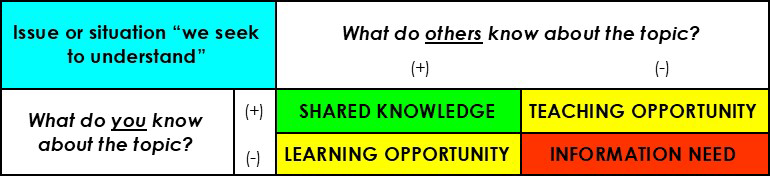 Issue or situation “we seek
to understand”
What do others know about the topic?
(+) (-)
What do you know
about the topic?
(+) SHARED KNOWLEDGE TEACHING OPPORTUNITY
(-) LEARNING OPPORTUNITY INFORMATION NEED